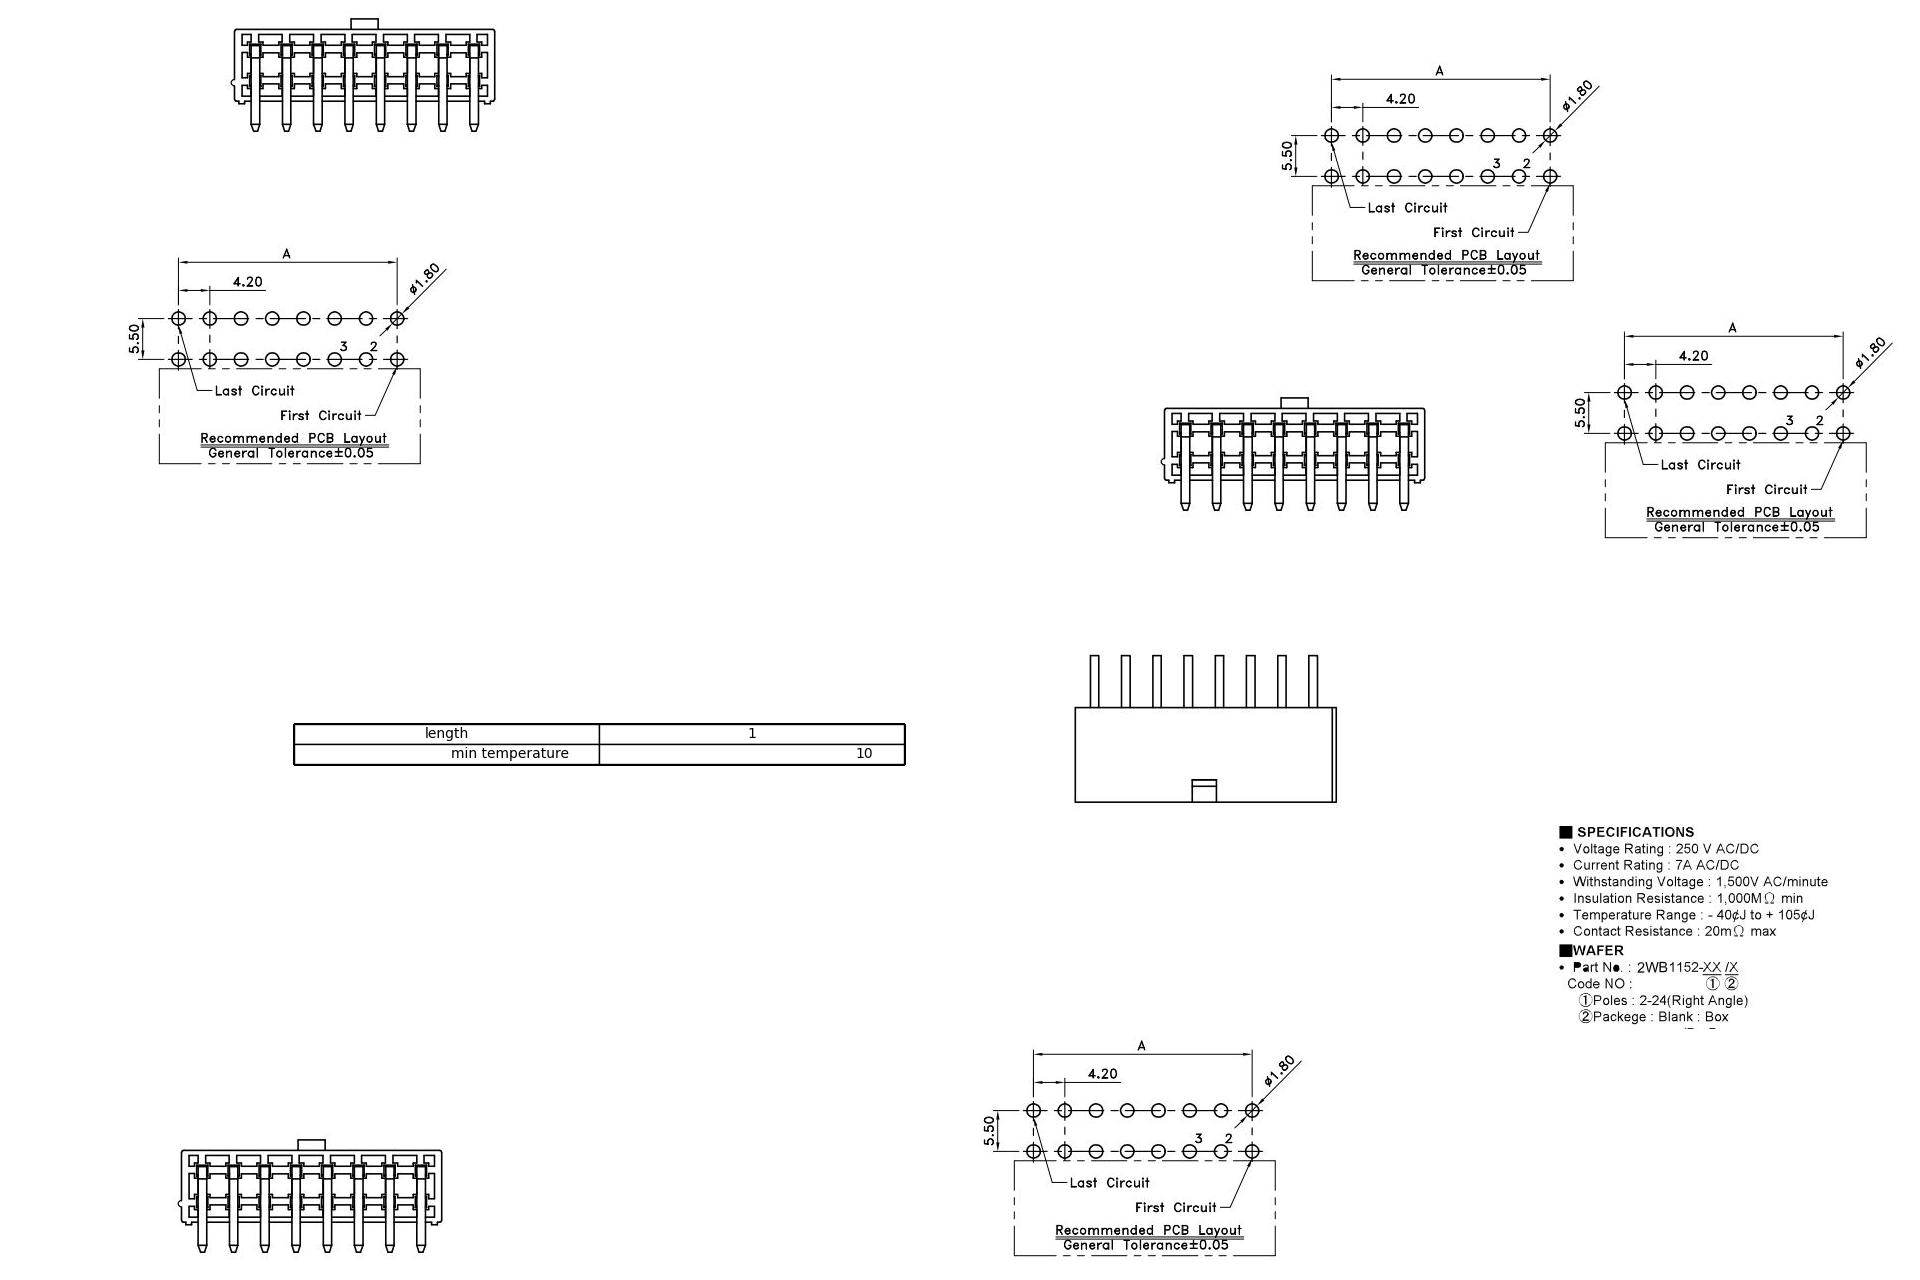 A
4.20
ø1.80
5.50
3 2
Last Circuit
First Circuit
Recommended PCB Layout
General Tolerance±0.05
A
4.20
ø1.80
5.50
3 2
Last Circuit
First Circuit
Recommended PCB Layout
General Tolerance±0.05
A
4.20
ø1.80
5.50
3 2
Last Circuit
First Circuit
Recommended PCB Layout
General Tolerance±0.05
length 1
min temperature 10
■ SPECIFICATIONS
• Voltage Rating : 250 V AC/DC
• Current Rating : 7A AC/DC
• Withstanding Voltage : 1,500V AC/minute
• Insulation Resistance : 1,000MΩ min
• Temperature Range : - 40¢J to + 105¢J
• Contact Resistance : 20mΩ max
■WAFER
• Part No. : 2WB1152-XX /X
Code NO : ① ②
①Poles : 2-24(Right Angle)
②Packege : Blank : Box
A
4.20
ø1.80
5.50
3 2
Last Circuit
First Circuit
Recommended PCB Layout
General Tolerance±0.05